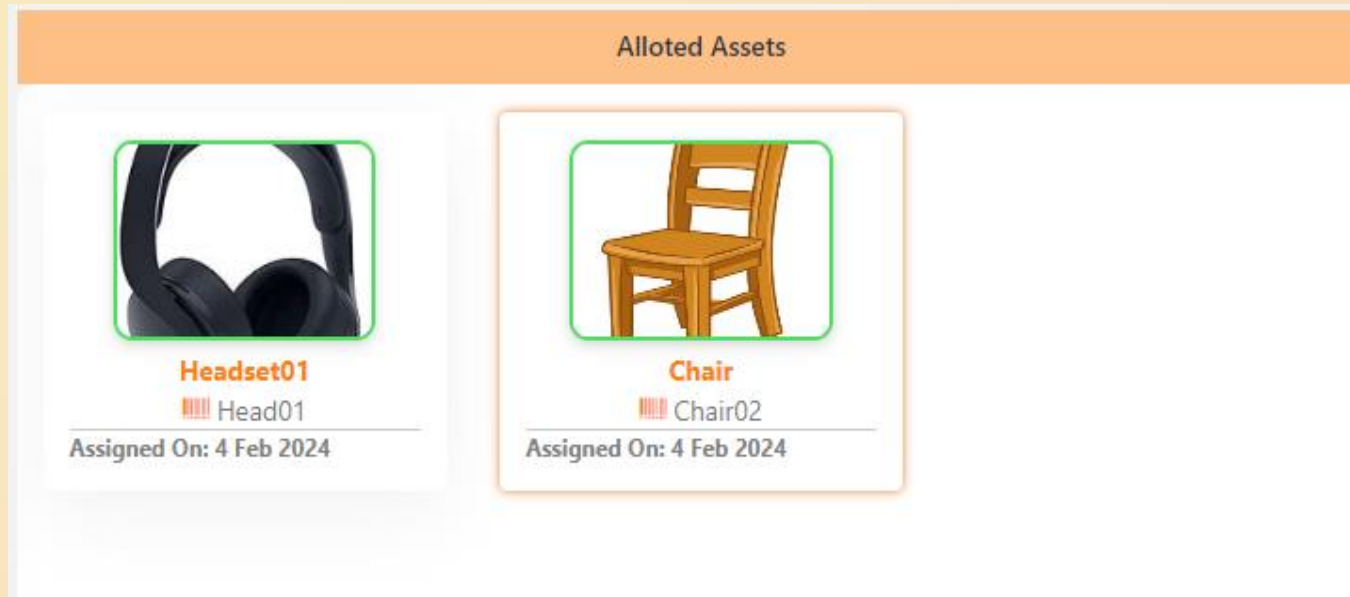 Alloted Assets
Headset01
Head01
Assigned On: 4 Feb 2024
Chair
Chair02
Assigned On: 4 Feb 2024